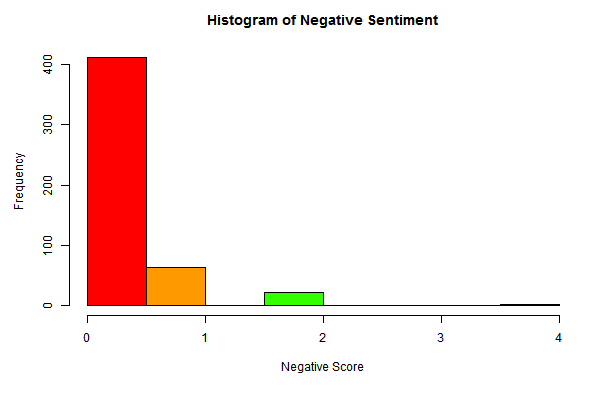 Histogram of Negative Sentiment
Frequency
400
300
200
100
0
0 1 2 3 4
Negative Score